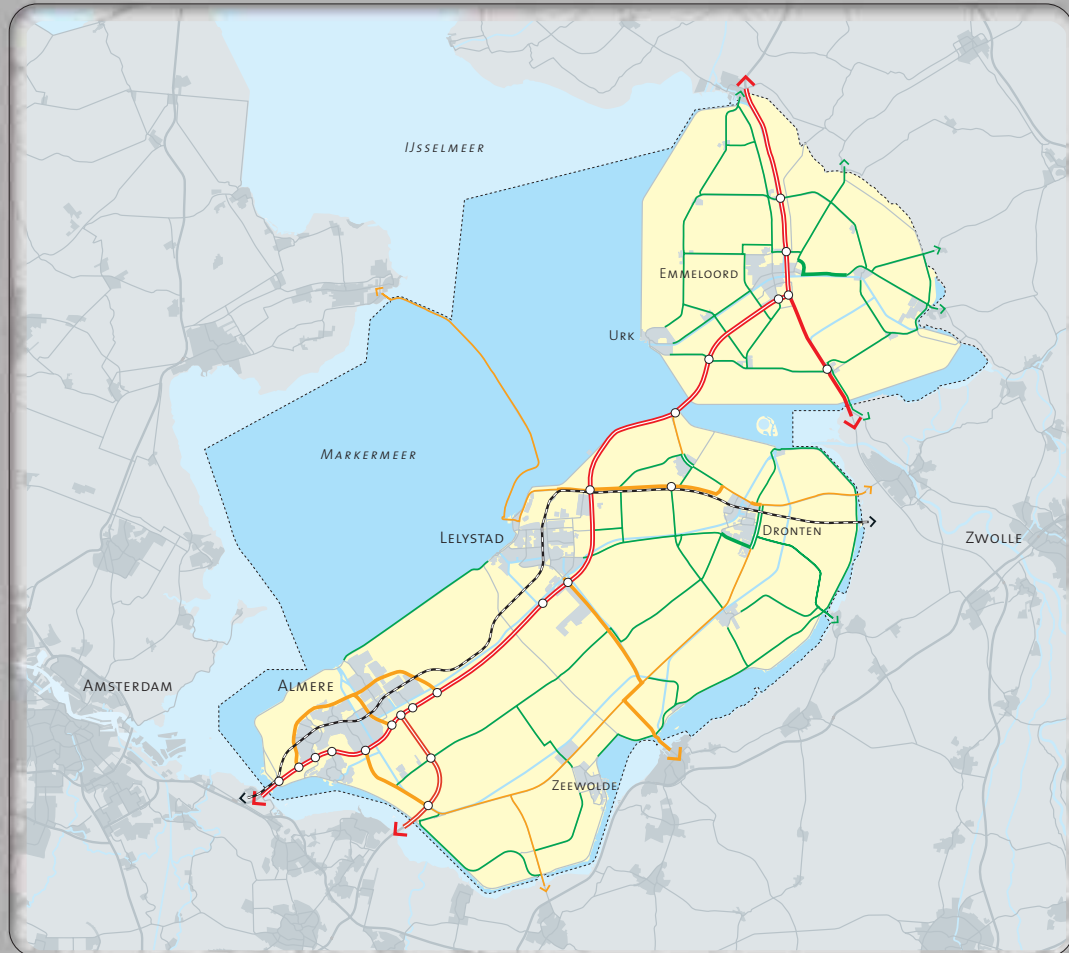 IJsselmeer
Emmeloord
Urk
Markermeer
Lelystad
Dronten
Zwolle
Amsterdam
Almere
Zeewolde